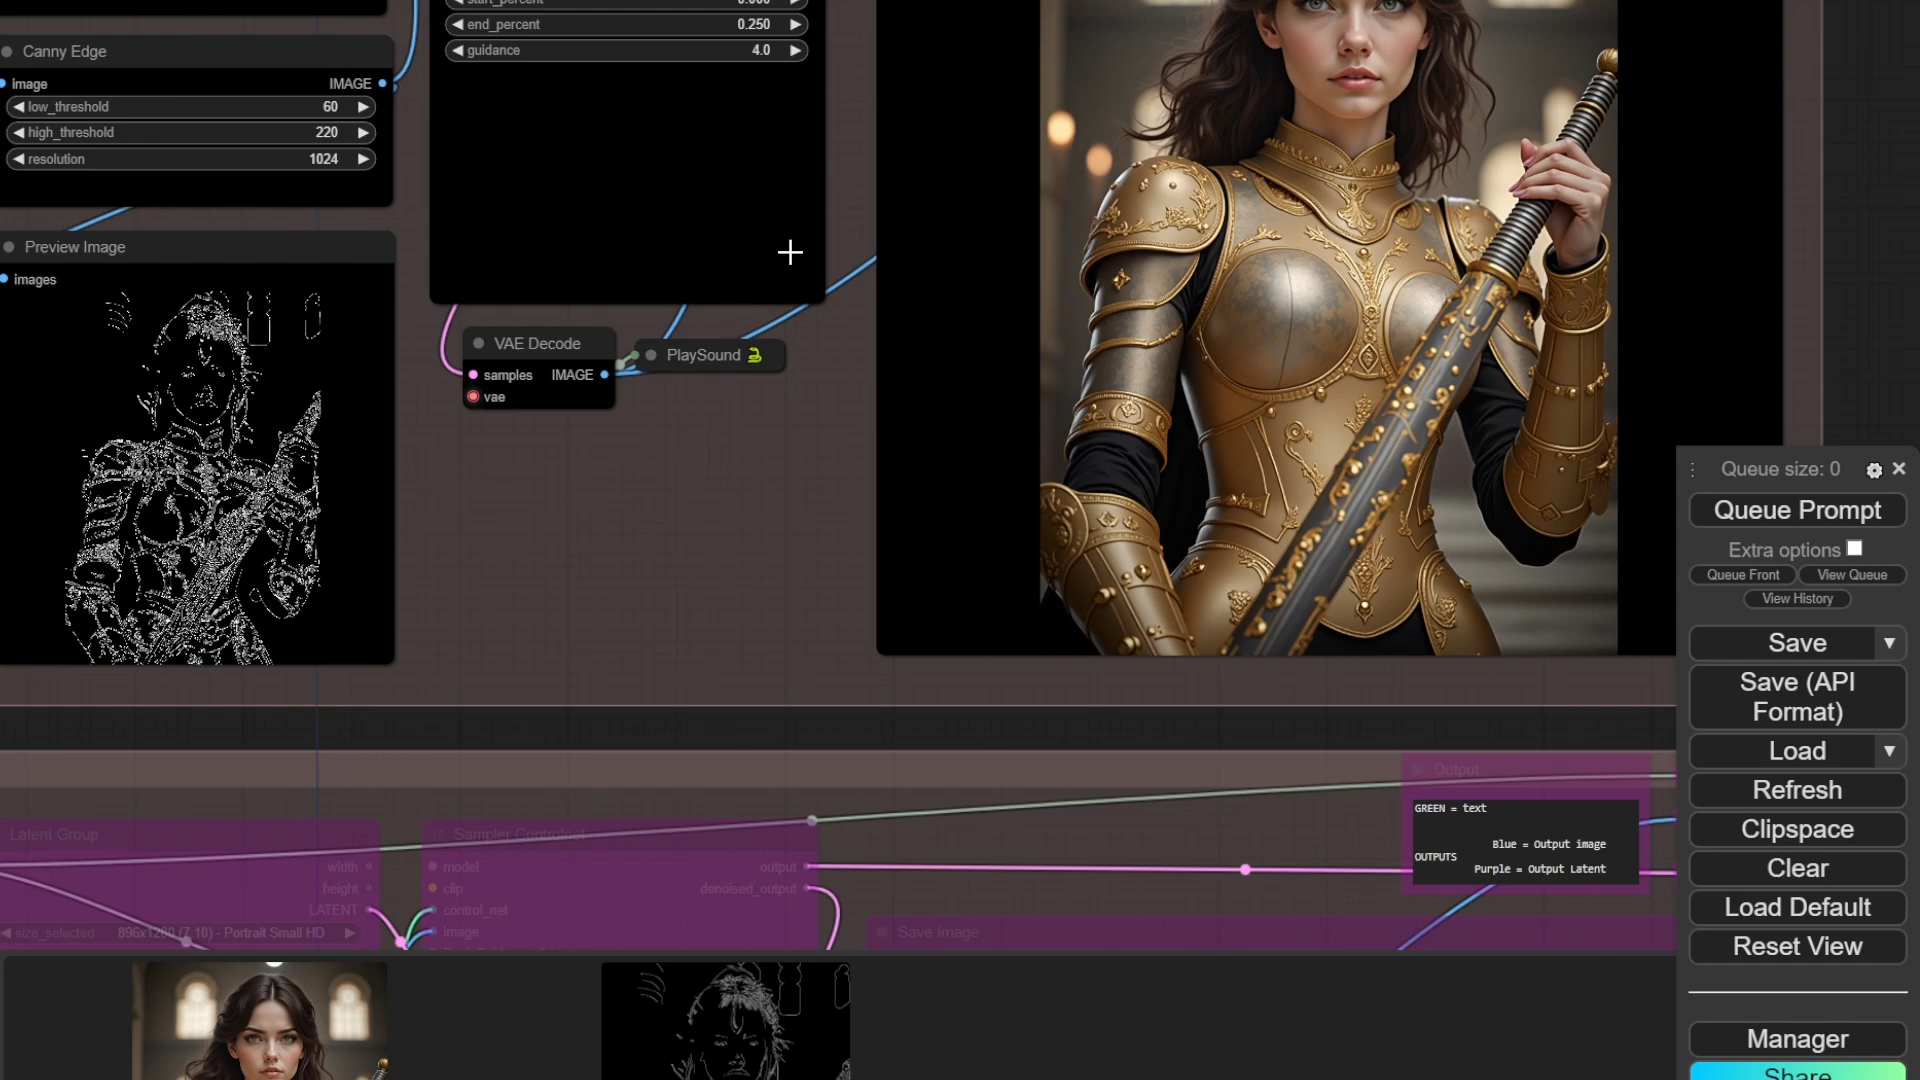 start_percent 0.000
end_percent 0.250
guidance 4.0
Canny Edge
image IMAGE
low_threshold 60
high_threshold 220
resolution 1024
Preview Image
images
VAE Decode
samples IMAGE
vae
PlaySound
Queue size: 0
Queue Prompt
Extra options
Queue Front View Queue
View History
Save
Save (API
Format)
Load
Refresh
Clipspace
Clear
Load Default
Reset View
Manager
Share
Output
GREEN = text
Blue = Output image
OUTPUTS
Purple = Output Latent
Latent Group
width
height
LATENT
size_selected 896x1280 (7:10) - Portrait Small HD
Sampler Controlnet
model output
clip denoised_output
control_net
image
Save Image